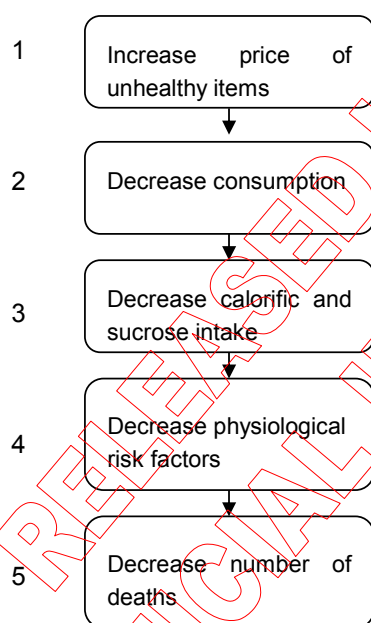 1
Increase price of
unhealthy items
2
Decrease consumption
3
Decrease calorific and
sucrose intake
4
Decrease physiological
risk factors
5
Decrease number of
deaths
RELEASED